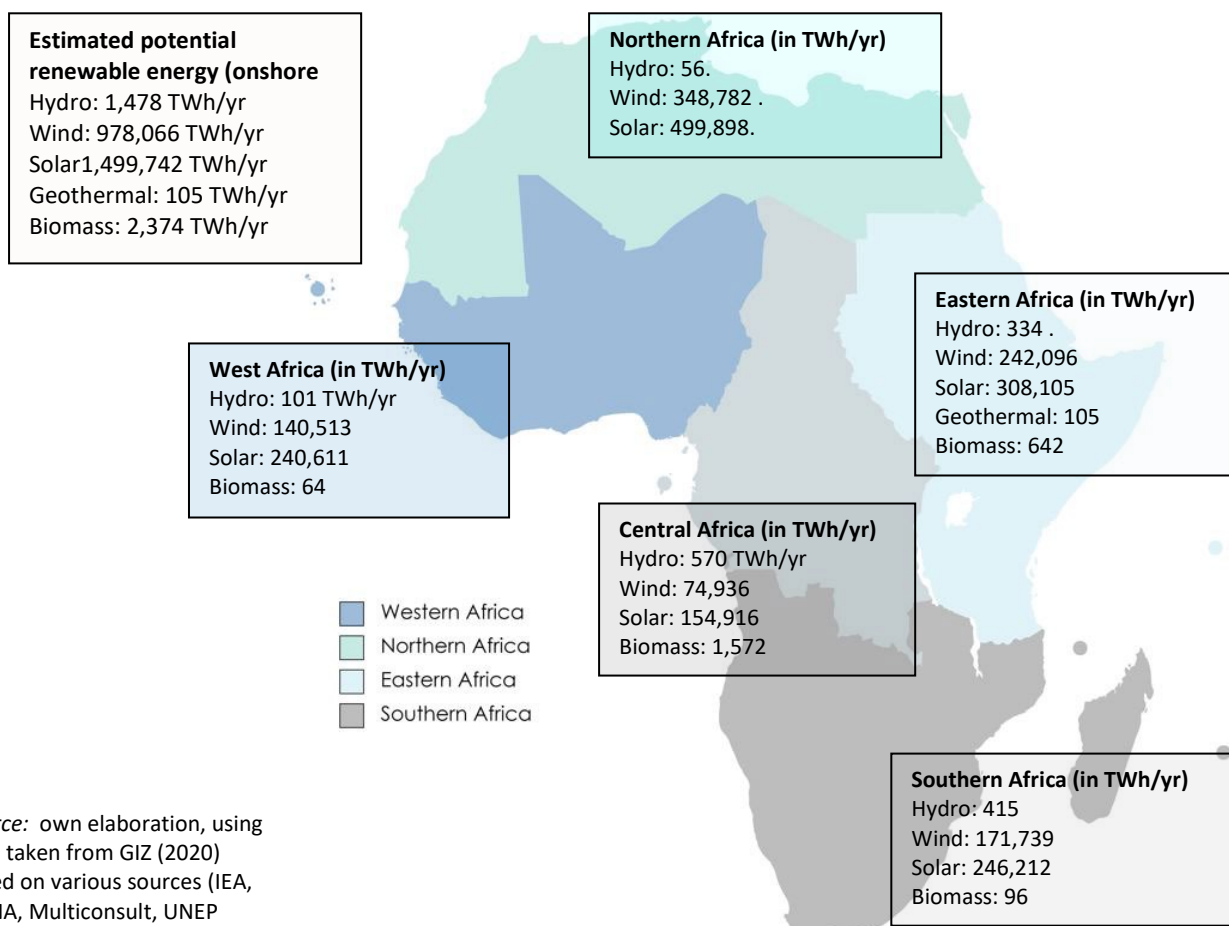 Estimated potential
renewable energy (onshore
Hydro: 1,478 TWh/yr
Wind: 978,066 TWh/yr
Solar1,499,742 TWh/yr
Geothermal: 105 TWh/yr
Biomass: 2,374 TWh/yr
Northern Africa (in TWh/yr)
Hydro: 56.
Wind: 348,782 .
Solar: 499,898.
Eastern Africa (in TWh/yr)
Hydro: 334 .
Wind: 242,096
Solar: 308,105
Geothermal: 105
Biomass: 642
West Africa (in TWh/yr)
Hydro: 101 TWh/yr
Wind: 140,513
Solar: 240,611
Biomass: 64
Central Africa (in TWh/yr)
Hydro: 570 TWh/yr
Wind: 74,936
Solar: 154,916
Biomass: 1,572
Western Africa
Northern Africa
Eastern Africa
Southern Africa
Southern Africa (in TWh/yr)
Hydro: 415
Wind: 171,739
Solar: 246,212
Biomass: 96
rce: own elaboration, using
taken from GIZ (2020)
ed on various sources (IEA,
NA, Multiconsult, UNEP